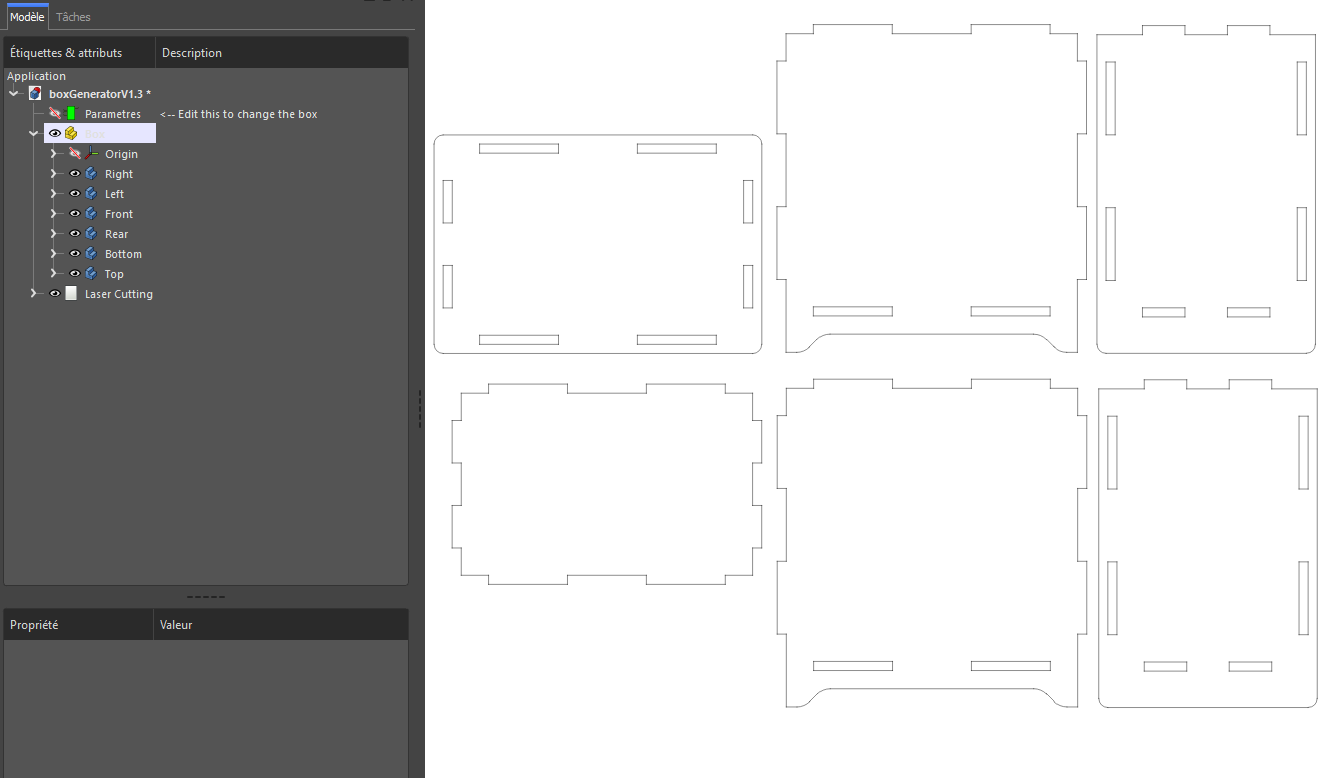 Modèle Tâches
Étiquettes & attributs Description
Application
boxGeneratorV1.3 *
Parametres <-- Edit this to change the box
Box
Origin
Right
Left
Front
Rear
Bottom
Top
Laser Cutting
Propriété Valeur